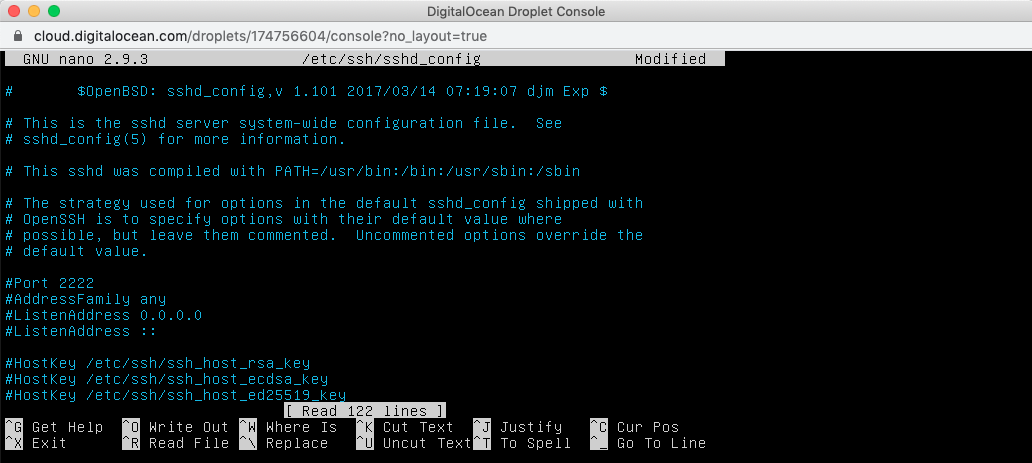 DigitalOcean Droplet Console
cloud.digitalocean.com/droplets/174756604/console?no_layout=true
GNU nano 2.9.3 /etc/ssh/sshd_config Modified
# $OpenBSD: sshd_config,v 1.101 2017/03/14 07:19:07 djm Exp $
# This is the sshd server system-wide configuration file. See
# sshd_config(5) for more information.
# This sshd was compiled with PATH=/usr/bin:/bin:/usr/sbin:/sbin
# The strategy used for options in the default sshd_config shipped with
# OpenSSH is to specify options with their default value where
# possible, but leave them commented. Uncommented options override the
# default value.
#Port 2222
#AddressFamily any
#ListenAddress 0.0.0.0
#ListenAddress ::
#HostKey /etc/ssh/ssh_host_rsa_key
#HostKey /etc/ssh/ssh_host_ecdsa_key
#HostKey /etc/ssh/ssh_host_ed25519_key
[ Read 122 lines ]
^G Get Help ^O Write Out ^W Where Is ^K Cut Text ^J Justify ^C Cur Pos
^X Exit ^R Read File ^\ Replace ^U Uncut Text ^T To Spell ^_ Go To Line